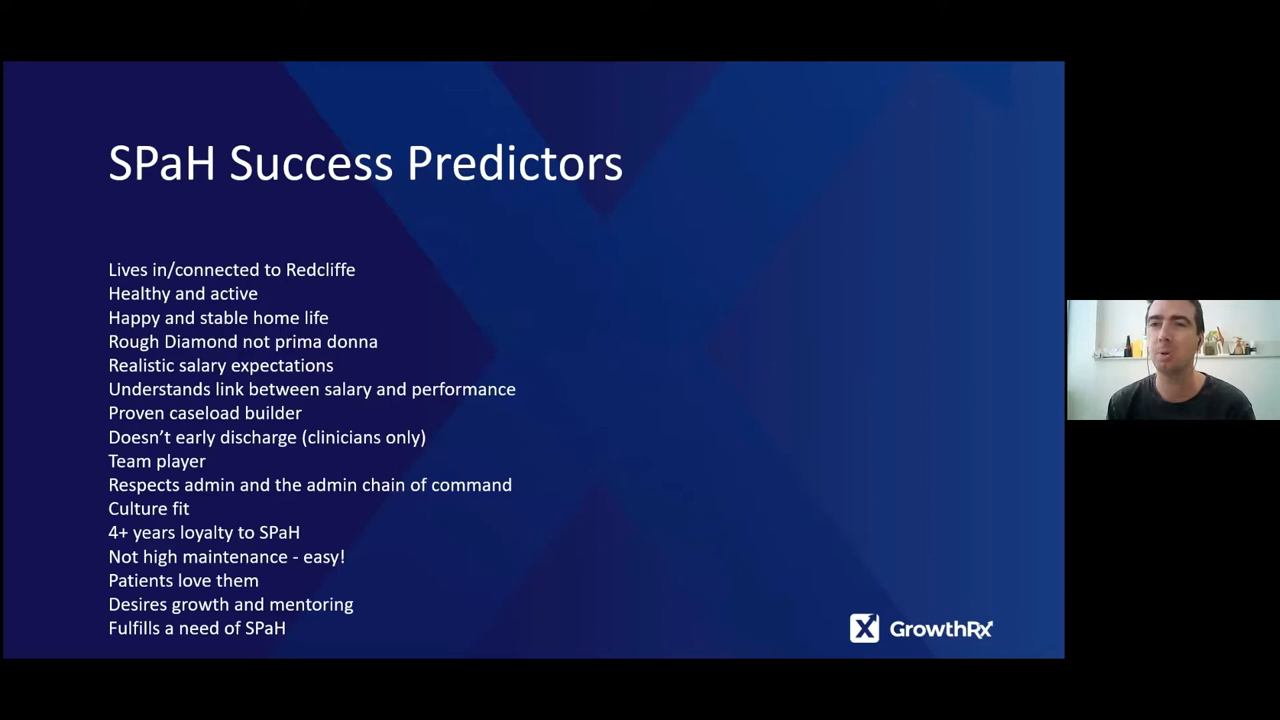 SPaH Success Predictors
Lives in/connected to Redcliffe
Healthy and active
Happy and stable home life
Rough Diamond not prima donna
Realistic salary expectations
Understands link between salary and performance
Proven caseload builder
Doesn’t early discharge (clinicians only)
Team player
Respects admin and the admin chain of command
Culture fit
4+ years loyalty to SPaH
Not high maintenance - easy!
Patients love them
Desires growth and mentoring
Fulfills a need of SPaH
X GrowthRx